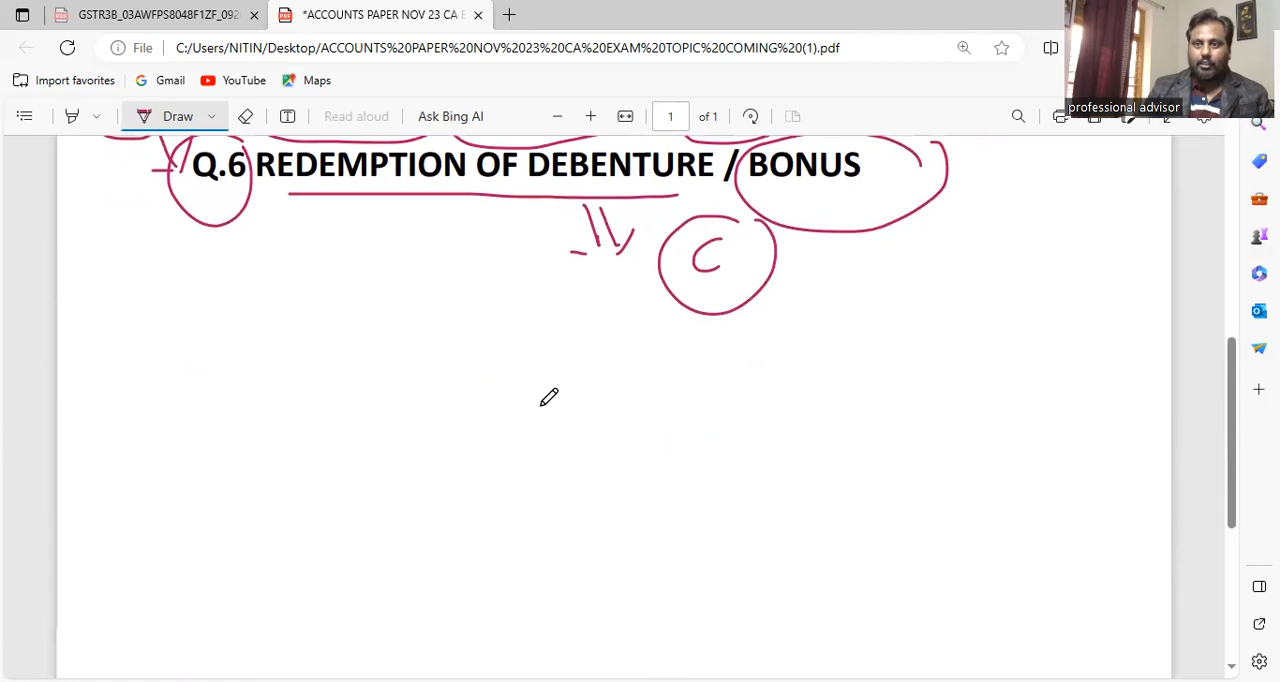 GSTR3B_03AWFPS8048F1ZF_092
*ACCOUNTS PAPER NOV 23 CA E
File C:/Users/NITIN/Desktop/ACCOUNTS%20PAPER%20NOV%202023%20CA%20EXAM%20TOPIC%20COMING%20(1).pdf
Import favorites Gmail YouTube Maps
professional advisor
Draw Read aloud Ask Bing AI 1 of 1
Q.6 REDEMPTION OF DEBENTURE / BONUS
C